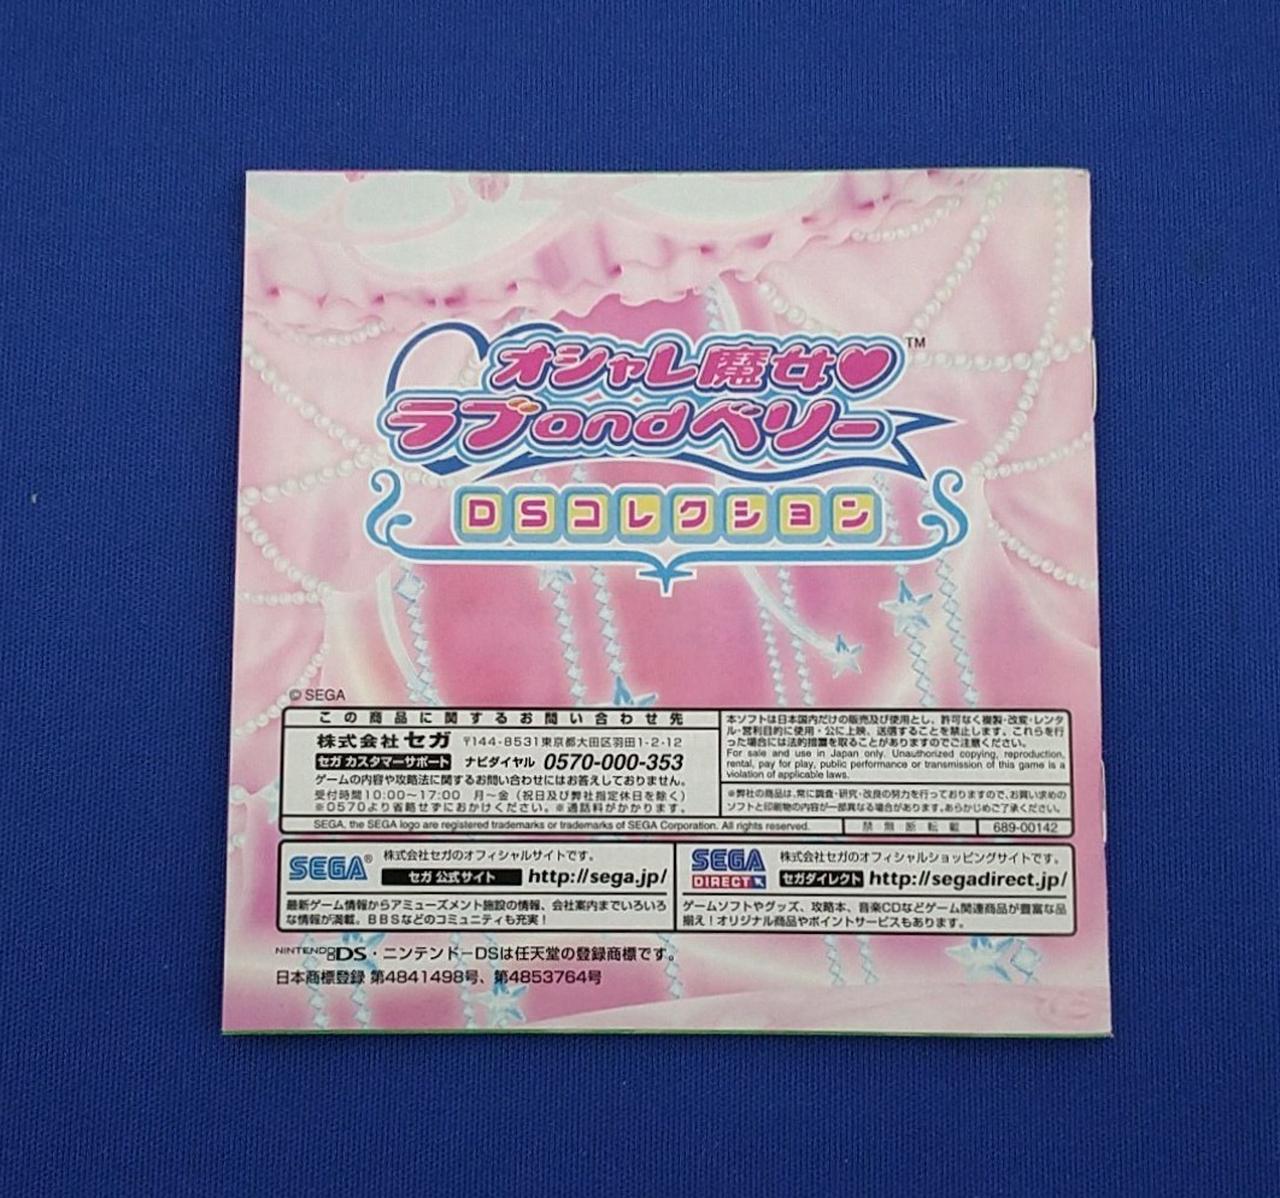 オシャレ魔女♥ TM
ラブandベリー
DSコレクション
© SEGA
この商品に関するお問い合わせ先
株式会社セガ 〒144-8531東京都大田区羽田1-2-12
セガ カスタマーサポート ナビダイヤル 0570-000-353
ゲームの内容や攻略法に関するお問い合わせにはお答えしておりません。
受付時間10:00〜17:00 月〜金（祝日及び弊社指定休日を除く）
※0570より省略せずにおかけください。※通話料がかかります。
本ソフトは日本国内だけの販売及び使用とし、許可なく複製・改変・レンタ
ル・営利目的に使用・公に上映、送信することを禁止します。これらを行
った場合には法的措置を取ることがありますのでご注意ください。
For sale and use in Japan only. Unauthorized copying, reproduction,
rental, pay for play, public performance or transmission of this game is a
violation of applicable laws.
※弊社の商品は、常に調査・研究・改良の努力を行っておりますので、お買い求めの
ソフトと印刷物の内容が一部異なる場合があります。あらかじめご了承ください。
SEGA, the SEGA logo are registered trademarks or trademarks of SEGA Corporation. All rights reserved.
禁無断転載
689-00142
SEGA® 株式会社セガのオフィシャルサイトです。
セガ 公式サイト http://sega.jp/
最新ゲーム情報からアミューズメント施設の情報、会社案内までいろいろ
な情報が満載。BBSなどのコミュニティも充実！
SEGA DIRECT 株式会社セガのオフィシャルショッピングサイトです。
セガダイレクト http://segadirect.jp/
ゲームソフトやグッズ、攻略本、音楽CDなどゲーム関連商品が豊富な品
揃え！オリジナル商品やポイントサービスもあります。
NINTENDO DS・ニンテンドーDSは任天堂の登録商標です。
日本商標登録 第4841498号、第4853764号